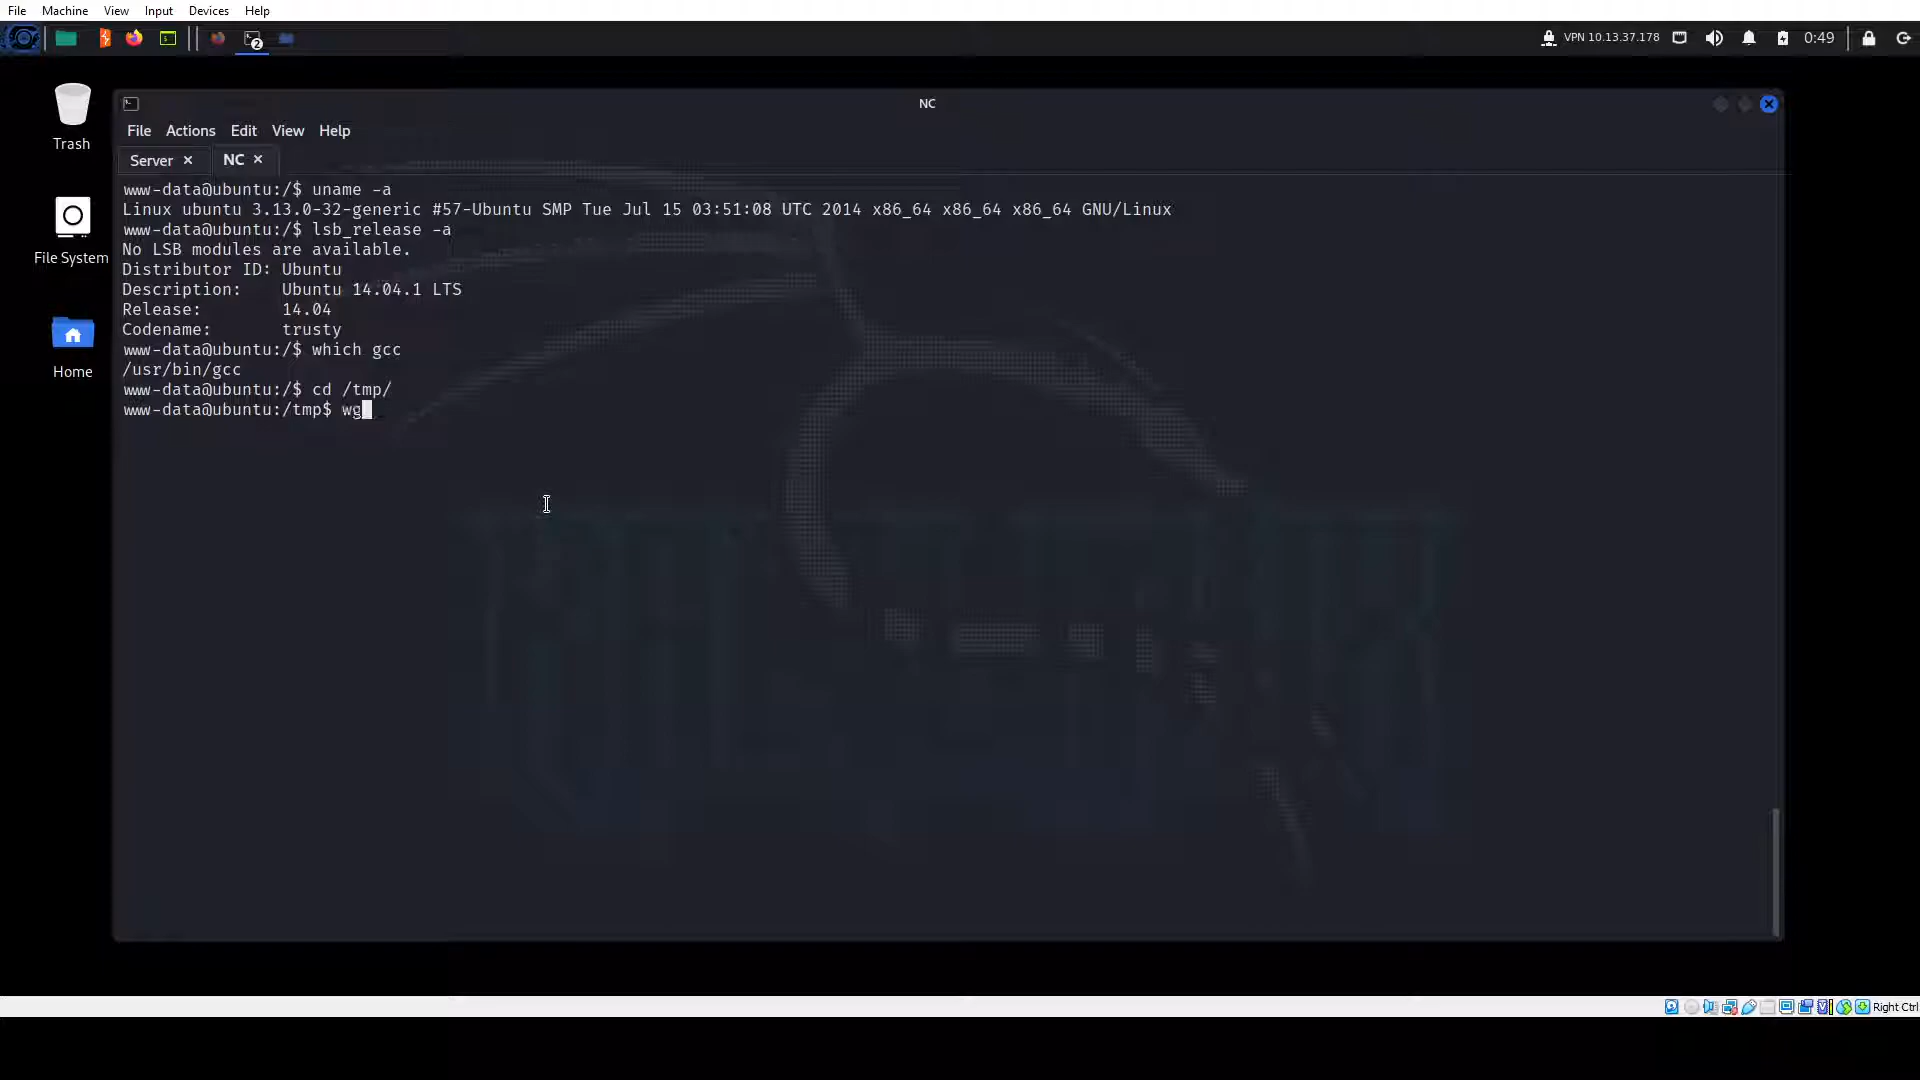 File Machine View Input Devices Help
2 VPN 10.13.37.178 0:49
NC
File Actions Edit View Help
Server NC
Trash
File System
Home
www-data@ubuntu:/$ uname -a
Linux ubuntu 3.13.0-32-generic #57-Ubuntu SMP Tue Jul 15 03:51:08 UTC 2014 x86_64 x86_64 x86_64 GNU/Linux
www-data@ubuntu:/$ lsb_release -a
No LSB modules are available.
Distributor ID: Ubuntu
Description:    Ubuntu 14.04.1 LTS
Release:        14.04
Codename:       trusty
www-data@ubuntu:/$ which gcc
/usr/bin/gcc
www-data@ubuntu:/$ cd /tmp/
www-data@ubuntu:/tmp$ wg
Right Ctrl